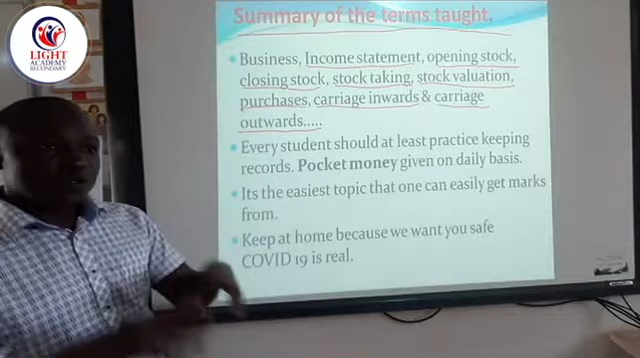 LIGHT
ACADEMY
SECONDARY
Summary of the terms taught.
Business, Income statement, opening stock,
closing stock, stock taking, stock valuation,
purchases, carriage inwards & carriage
outwards.....
Every student should at least practice keeping
records. Pocket money given on daily basis.
Its the easiest topic that one can easily get marks
from.
Keep at home because we want you safe
COVID 19 is real.